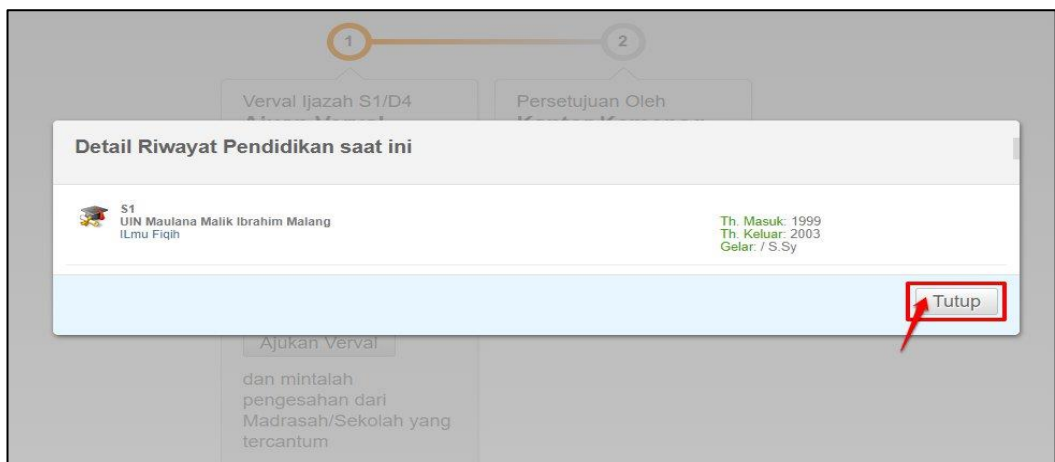 1
2
Verval Ijazah S1/D4
Persetujuan Oleh
Detail Riwayat Pendidikan saat ini
S1
UIN Maulana Malik Ibrahim Malang
ILmu Fiqih
Th. Masuk: 1999
Th. Keluar: 2003
Gelar: / S.Sy
Tutup
Ajukan Verval
dan mintalah
pengesahan dari
Madrasah/Sekolah yang
tercantum